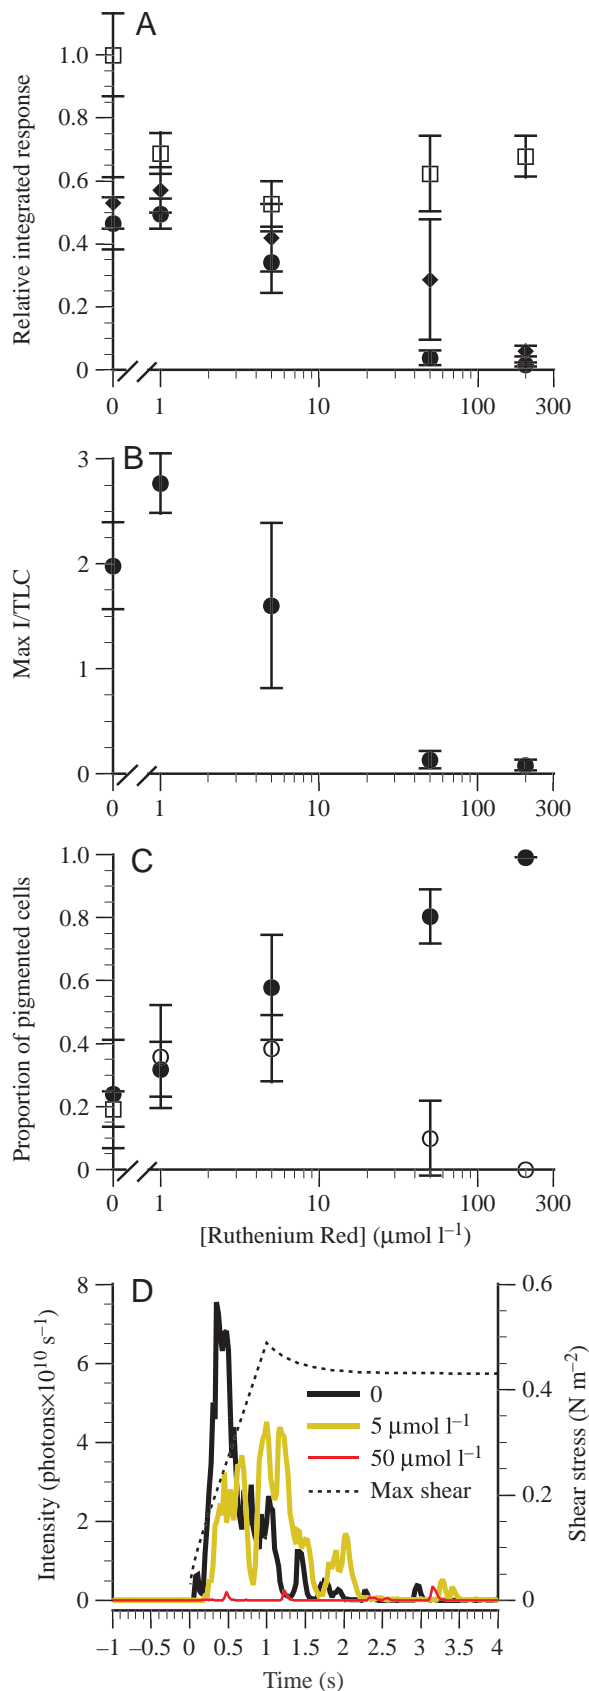 A
Relative integrated response
1.0
0.8
0.6
0.4
0.2
0
0 1 10 100 300
B
Max I/TLC
3
2
1
0
0 1 10 100 300
C
Proportion of pigmented cells
1.0
0.8
0.6
0.4
0.2
0
0 1 10 100 300
[Ruthenium Red] (μmol l⁻¹)
D
Intensity (photons×10¹⁰ s⁻¹)
8
6
4
2
0
0.6
0.4
0.2
0
Shear stress (N m⁻²)
0
5 μmol l⁻¹
50 μmol l⁻¹
Max shear
−1 −0.5 0 0.5 1 1.5 2 2.5 3 3.5 4
Time (s)